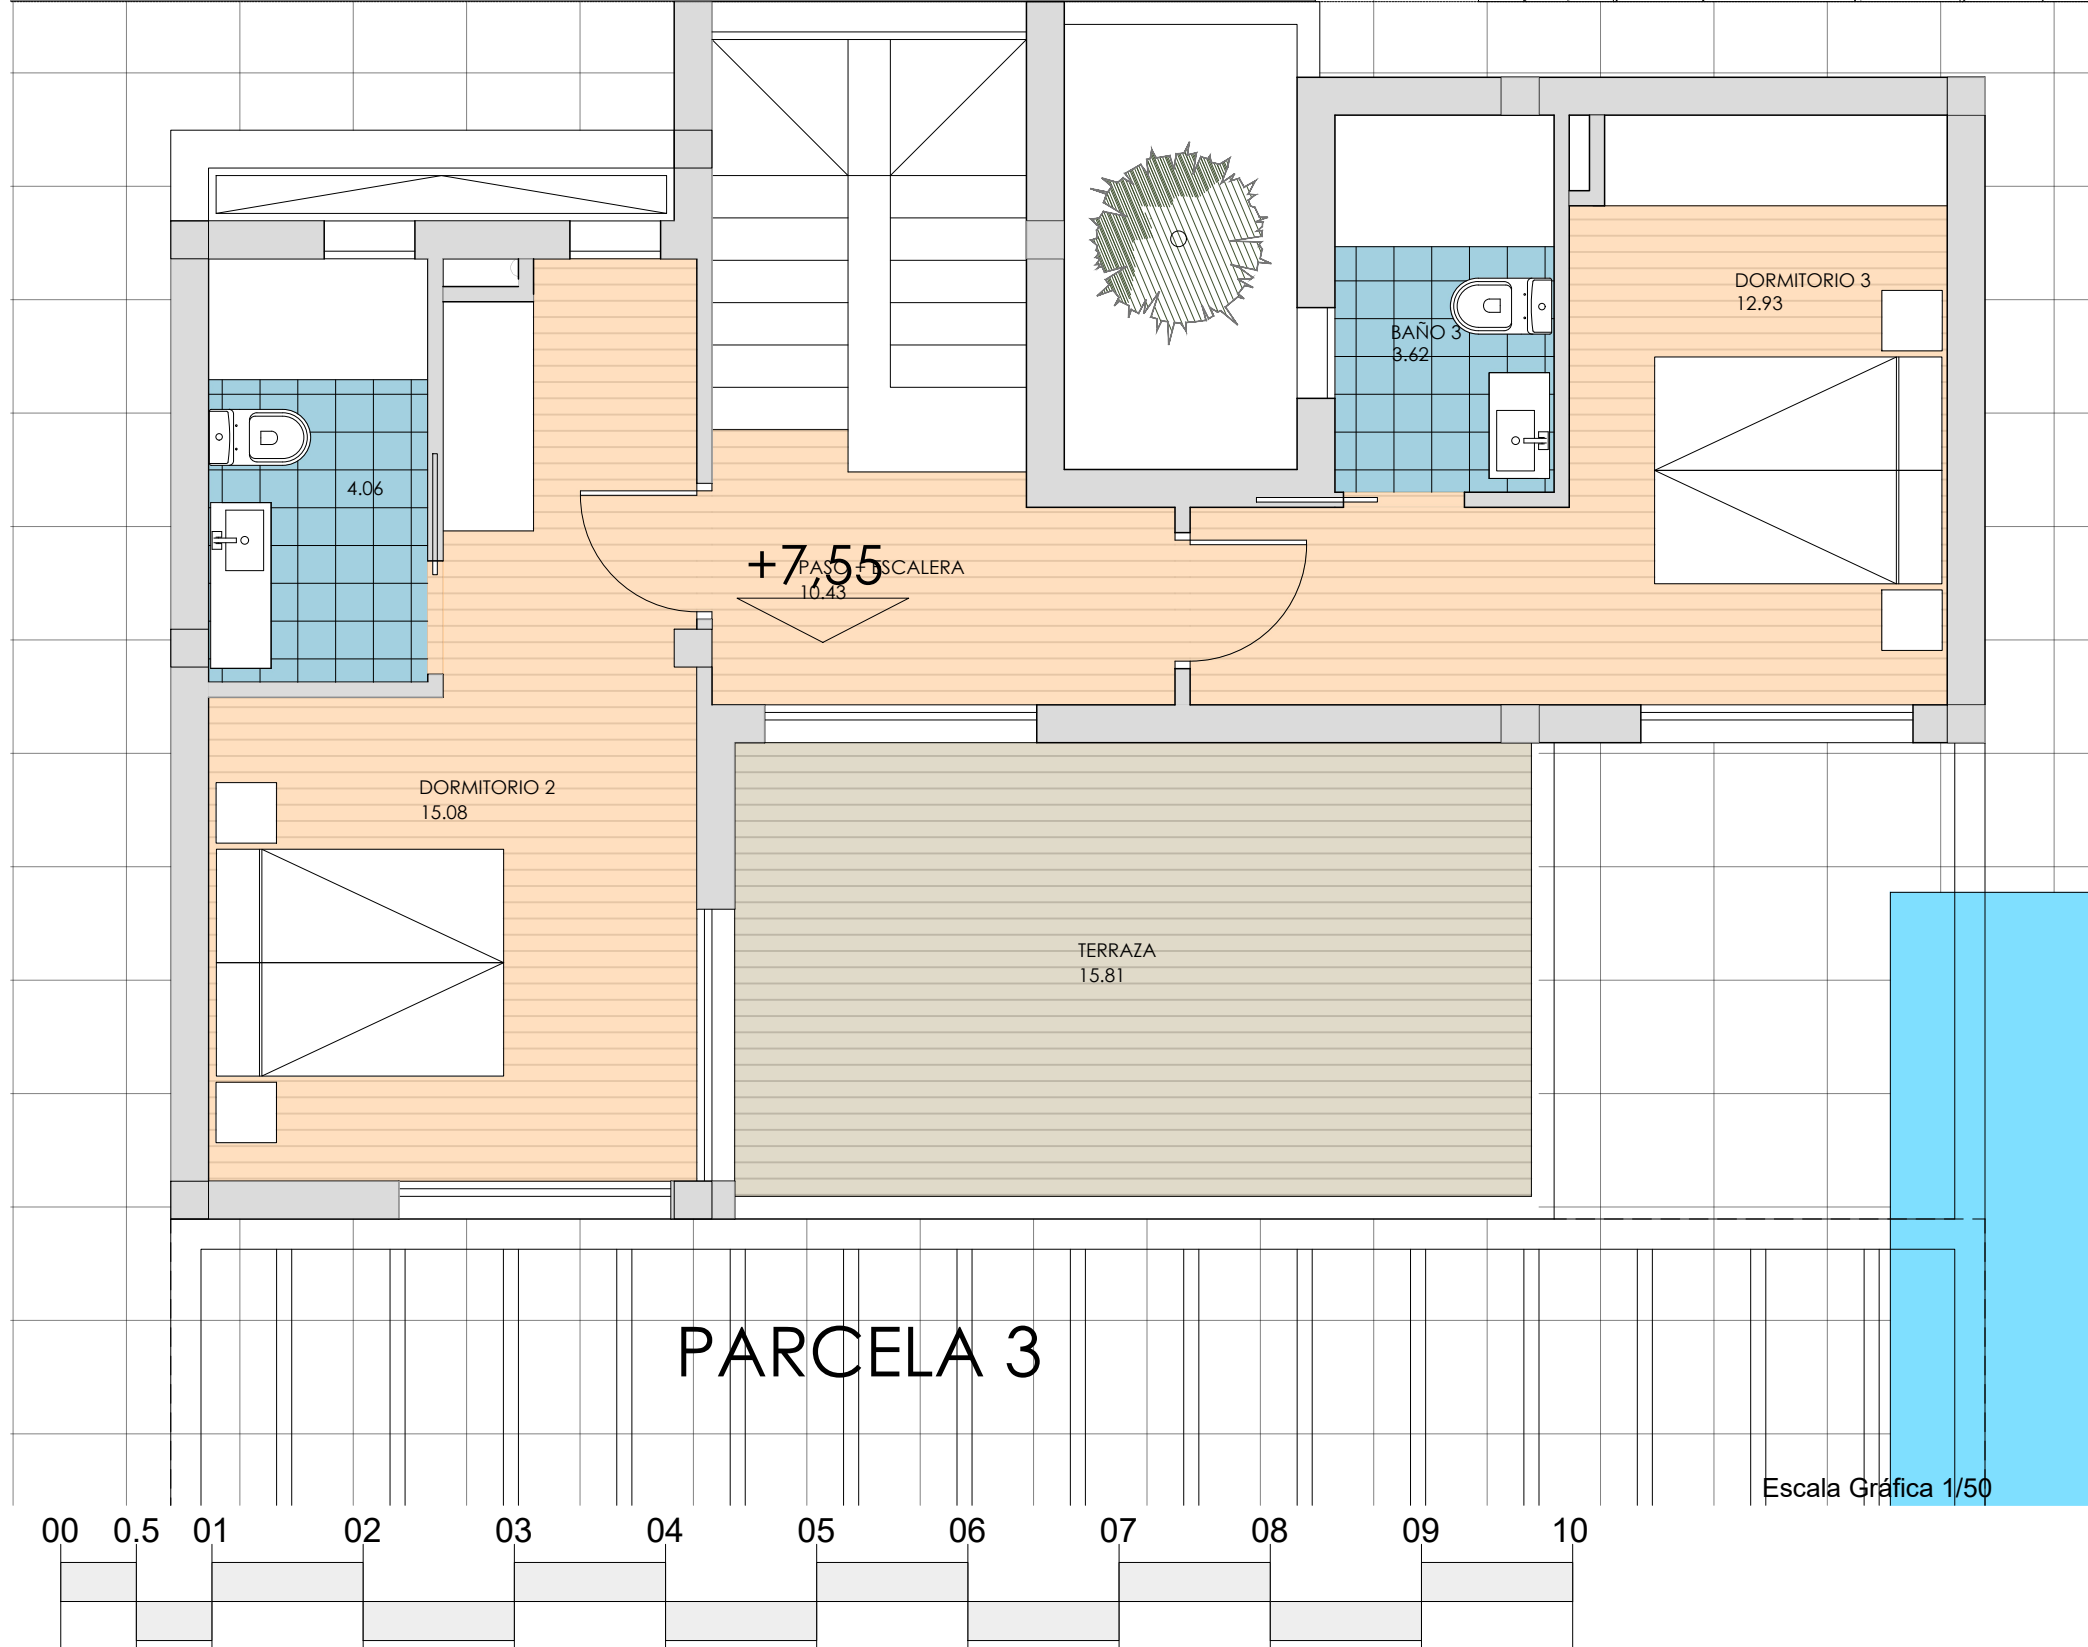 DORMITORIO 3
12.93
BAÑO 3
3.62
4.06
+7,55
PASO + ESCALERA
10.43
DORMITORIO 2
15.08
TERRAZA
15.81
PARCELA 3
Escala Gráfica 1/50
00 0.5 01 02 03 04 05 06 07 08 09 10